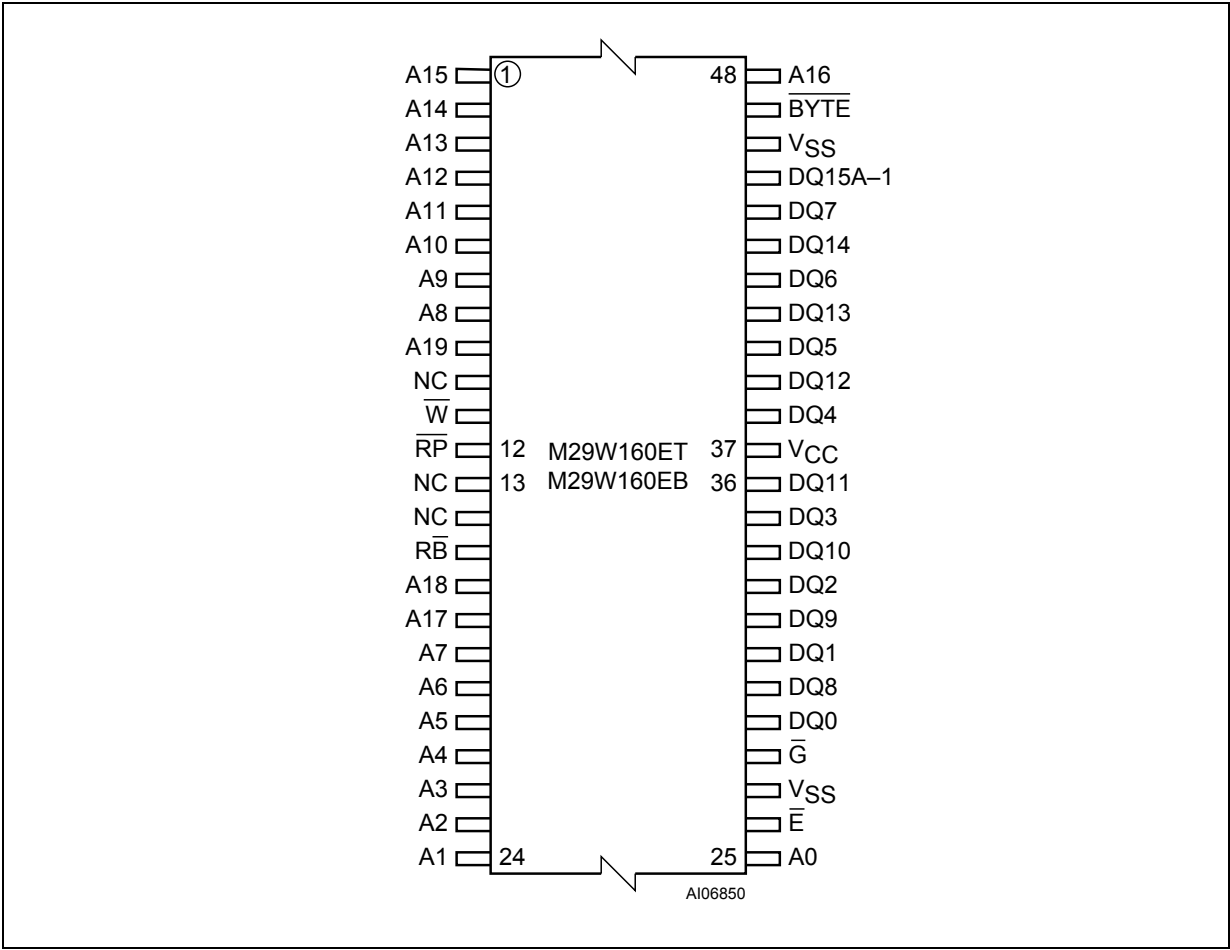 A15 ① 48 A16
A14 B̅Y̅T̅E̅
A13 VSS
A12 DQ15A–1
A11 DQ7
A10 DQ14
A9 DQ6
A8 DQ13
A19 DQ5
NC DQ12
W̅ DQ4
R̅P̅ 12 M29W160ET 37 VCC
NC 13 M29W160EB 36 DQ11
NC DQ3
RB̅ DQ10
A18 DQ2
A17 DQ9
A7 DQ1
A6 DQ8
A5 DQ0
A4 G̅
A3 VSS
A2 E̅
A1 24 25 A0
AI06850